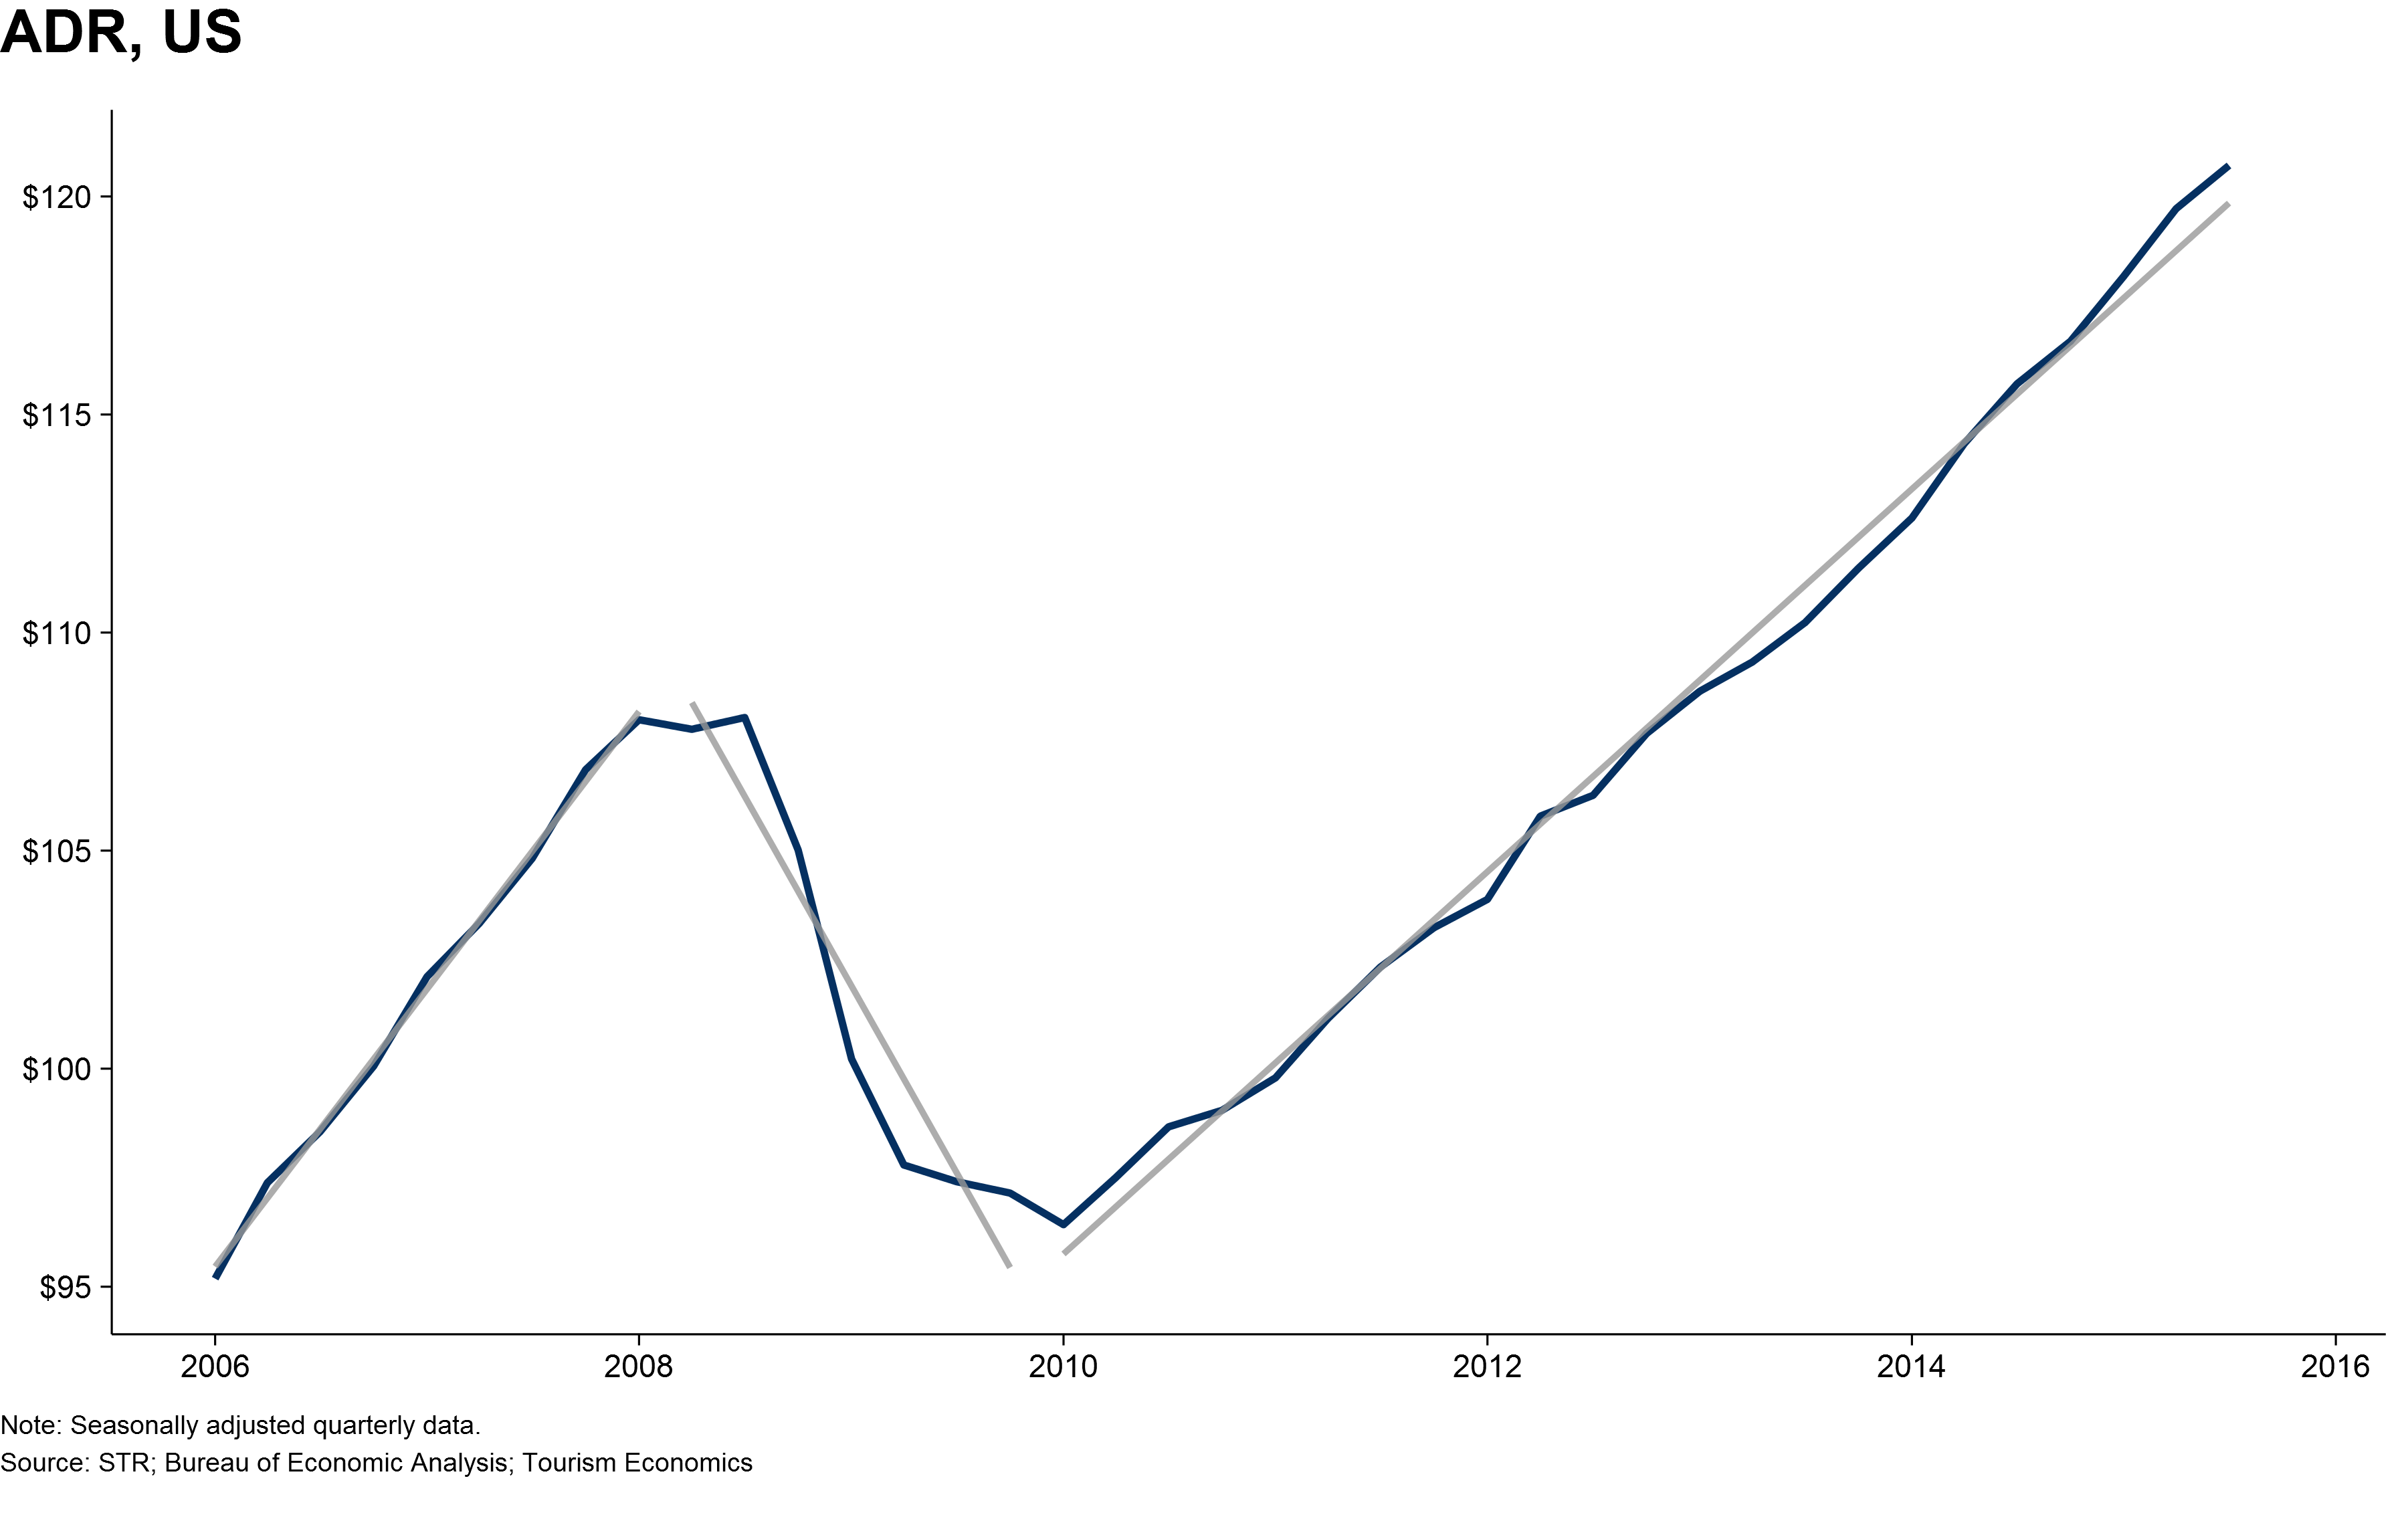 ADR, US
$120
$115
$110
$105
$100
$95
2006 2008 2010 2012 2014 2016
Note: Seasonally adjusted quarterly data.
Source: STR; Bureau of Economic Analysis; Tourism Economics